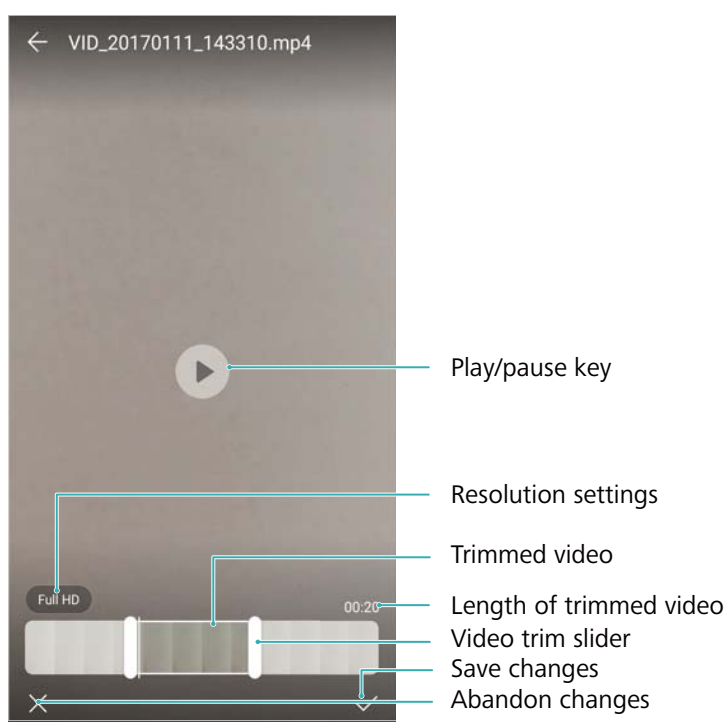 VID_20170111_143310.mp4
Play/pause key
Resolution settings
Trimmed video
Full HD
00:20
Length of trimmed video
Video trim slider
Save changes
Abandon changes